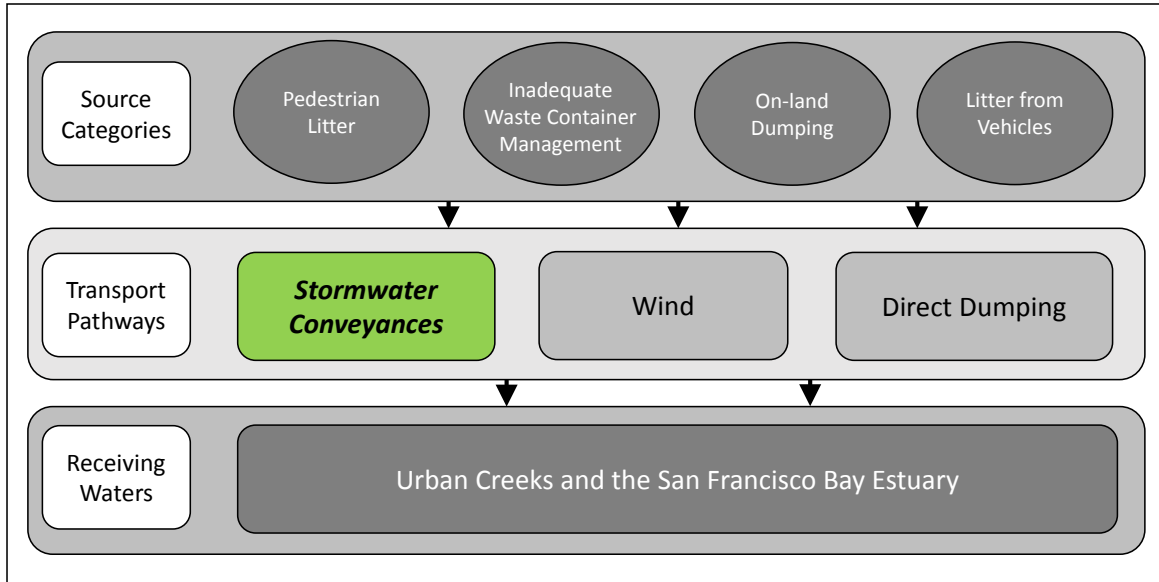 Source
Categories
Pedestrian
Litter
Inadequate
Waste Container
Management
On-land
Dumping
Litter from
Vehicles
Transport
Pathways
Stormwater
Conveyances
Wind
Direct Dumping
Receiving
Waters
Urban Creeks and the San Francisco Bay Estuary